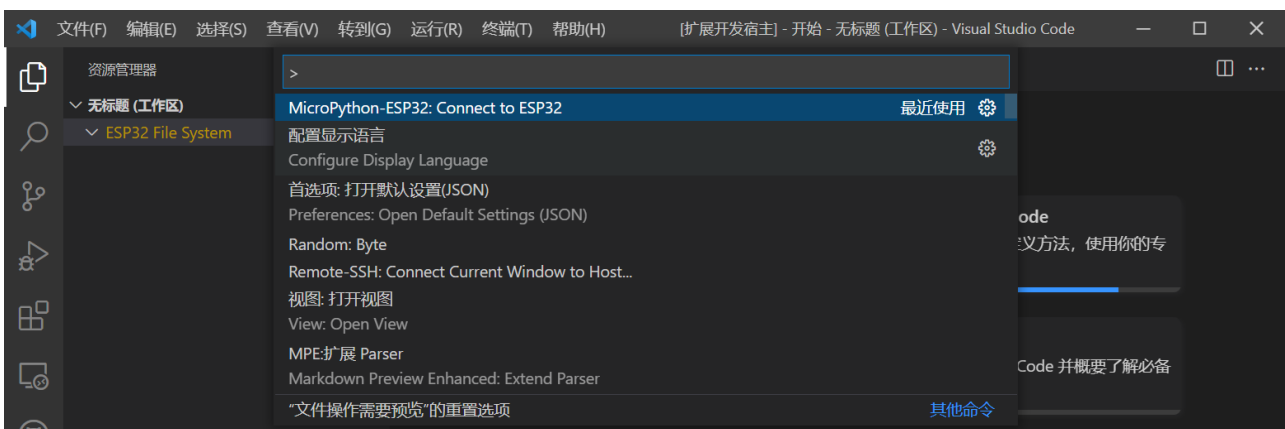 文件(F) 编辑(E) 选择(S) 查看(V) 转到(G) 运行(R) 终端(T) 帮助(H) [扩展开发宿主] - 开始 - 无标题 (工作区) - Visual Studio Code
资源管理器
>
无标题 (工作区)
MicroPython-ESP32: Connect to ESP32 最近使用
ESP32 File System
配置显示语言
Configure Display Language
首选项: 打开默认设置(JSON)
Preferences: Open Default Settings (JSON)
ode
Random: Byte
义方法，使用你的专
Remote-SSH: Connect Current Window to Host...
视图: 打开视图
View: Open View
MPE:扩展 Parser
Code 并概要了解必备
Markdown Preview Enhanced: Extend Parser
“文件操作需要预览”的重置选项 其他命令